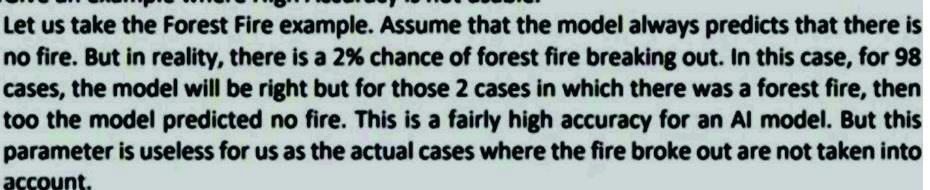 Let us take the Forest Fire example. Assume that the model always predicts that there is
no fire. But in reality, there is a 2% chance of forest fire breaking out. In this case, for 98
cases, the model will be right but for those 2 cases in which there was a forest fire, then
too the model predicted no fire. This is a fairly high accuracy for an AI model. But this
parameter is useless for us as the actual cases where the fire broke out are not taken into
account.